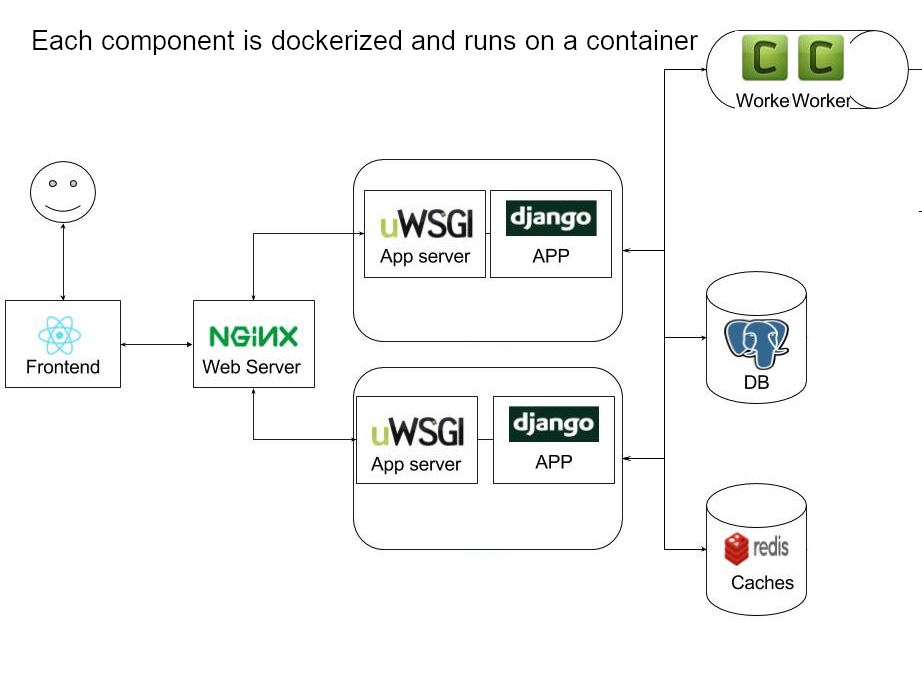 Each component is dockerized and runs on a container
C C
Worke Worker
uWSGI
App server
django
APP
Frontend
NGiNX
Web Server
DB
uWSGI
App server
django
APP
redis
Caches